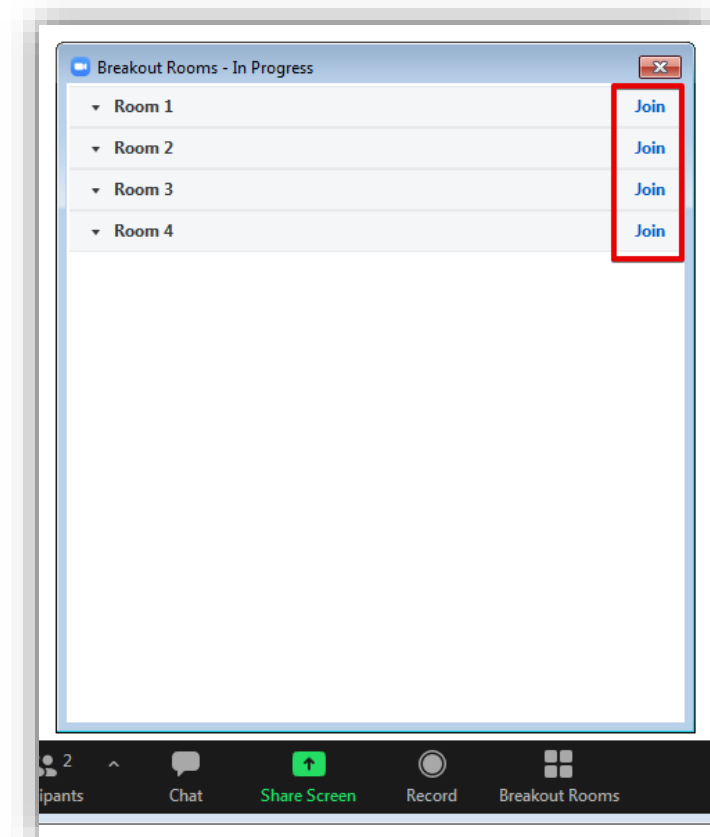 Breakout Rooms - In Progress
Room 1 Join
Room 2 Join
Room 3 Join
Room 4 Join
2
ipants Chat Share Screen Record Breakout Rooms